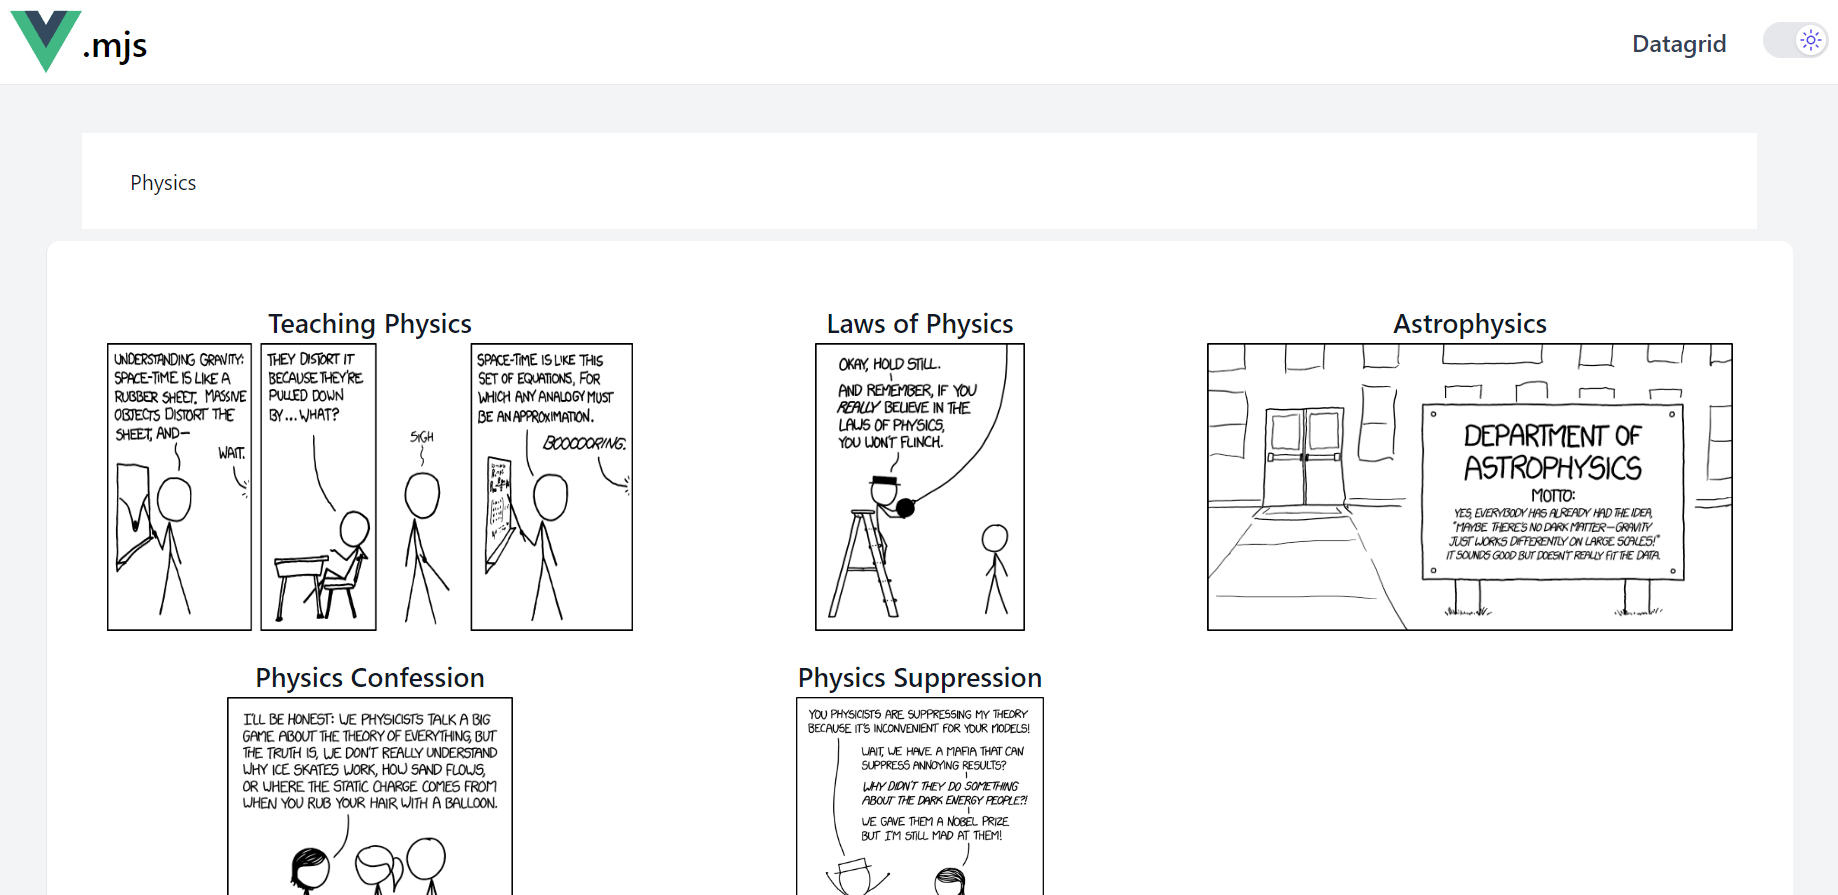 .mjs
Datagrid
Physics
Teaching Physics
UNDERSTANDING GRAVITY:
SPACE-TIME IS LIKE A
RUBBER SHEET. MASSIVE
OBJECTS DISTORT THE
SHEET, AND—
WAIT.
THEY DISTORT IT
BECAUSE THEY'RE
PULLED DOWN
BY...WHAT?
SIGH
SPACE-TIME IS LIKE THIS
SET OF EQUATIONS, FOR
WHICH ANY ANALOGY MUST
BE AN APPROXIMATION.
BOOOOORING.
Laws of Physics
OKAY, HOLD STILL.
AND REMEMBER, IF YOU
REALLY BELIEVE IN THE
LAWS OF PHYSICS,
YOU WON'T FLINCH.
Astrophysics
DEPARTMENT OF
ASTROPHYSICS
MOTTO:
YES, EVERYBODY HAS ALREADY HAD THE IDEA,
"MAYBE THERE'S NO DARK MATTER—GRAVITY
JUST WORKS DIFFERENTLY ON LARGE SCALES!"
IT SOUNDS GOOD BUT DOESN'T REALLY FIT THE DATA.
Physics Confession
I'LL BE HONEST: WE PHYSICISTS TALK A BIG
GAME ABOUT THE THEORY OF EVERYTHING, BUT
THE TRUTH IS, WE DON'T REALLY UNDERSTAND
WHY ICE SKATES WORK, HOW SAND FLOWS,
OR WHERE THE STATIC CHARGE COMES FROM
WHEN YOU RUB YOUR HAIR WITH A BALLOON.
Physics Suppression
YOU PHYSICISTS ARE SUPPRESSING MY THEORY
BECAUSE IT'S INCONVENIENT FOR YOUR MODELS!
WAIT, WE HAVE A MAFIA THAT CAN
SUPPRESS ANNOYING RESULTS?
WHY DIDN'T THEY DO SOMETHING
ABOUT THE DARK ENERGY PEOPLE?!
WE GAVE THEM A NOBEL PRIZE
BUT I'M STILL MAD AT THEM!